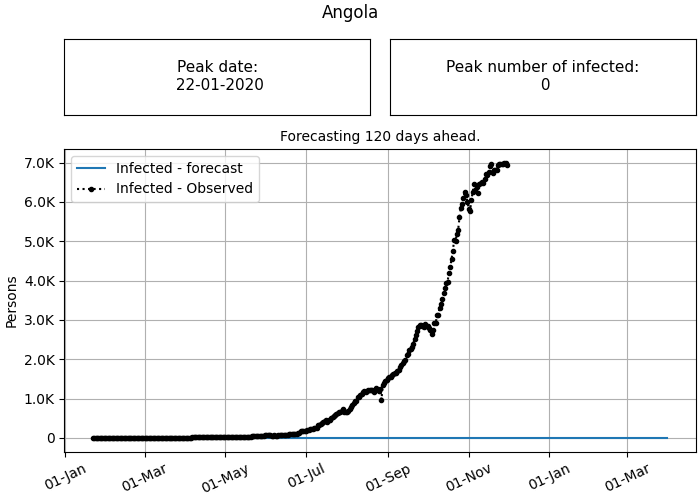 Angola
Peak date:
22-01-2020
Peak number of infected:
0
Forecasting 120 days ahead.
Infected - forecast
Infected - Observed
7.0K
6.0K
5.0K
4.0K
3.0K
2.0K
1.0K
0
Persons
01-Jan
01-Mar
01-May
01-Jul
01-Sep
01-Nov
01-Jan
01-Mar